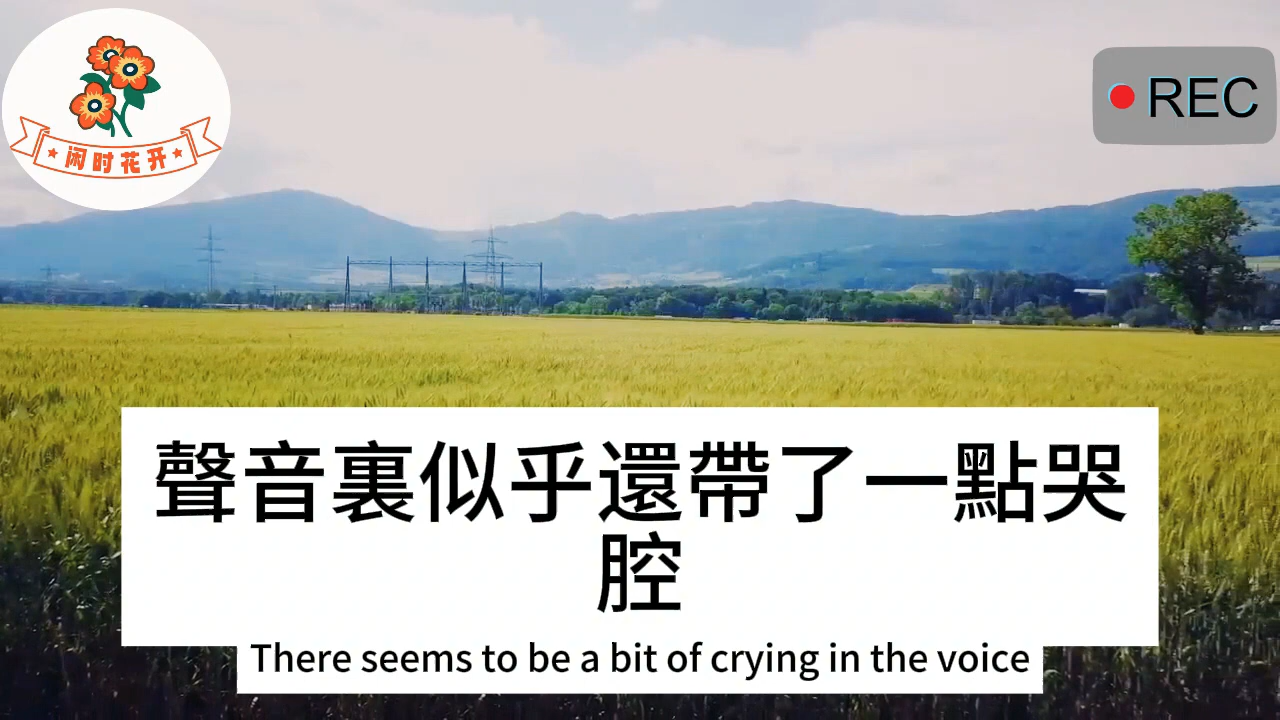 闲时花开
REC
聲音裏似乎還帶了一點哭
腔
There seems to be a bit of crying in the voice